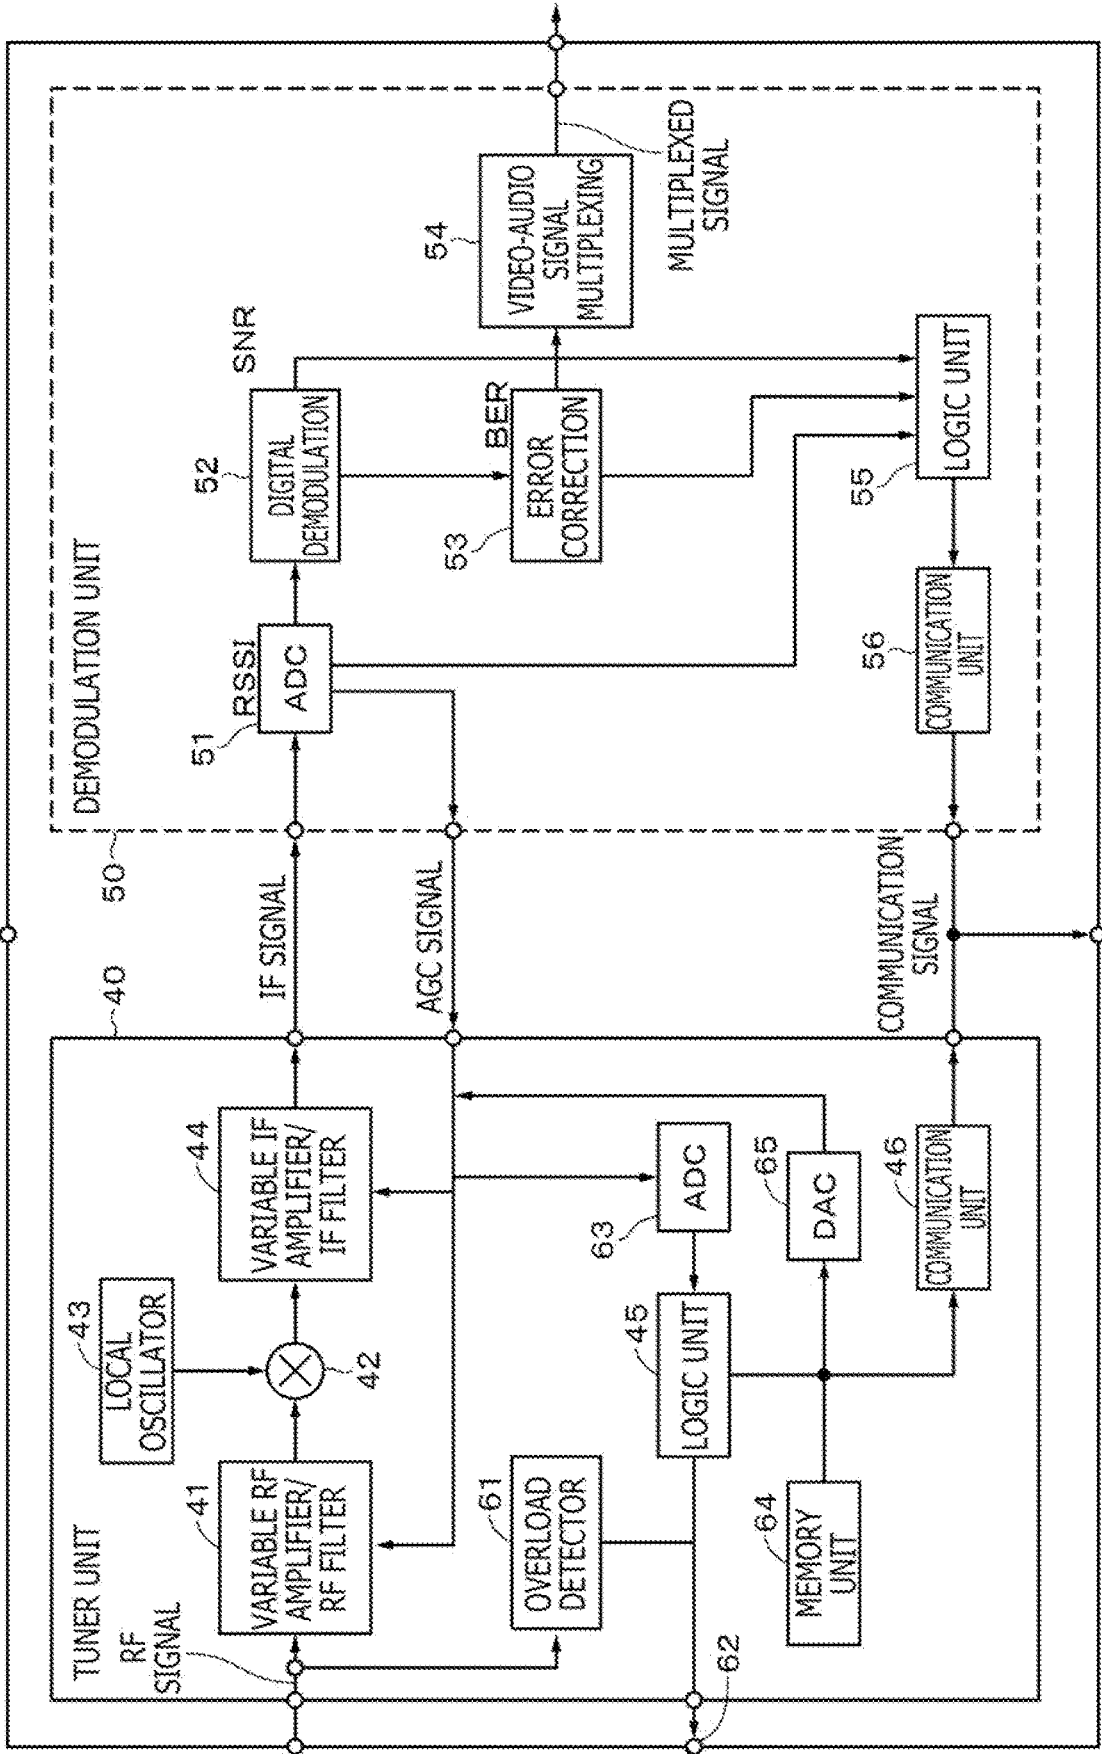 TUNER UNIT
40
RF
SIGNAL
41
VARIABLE RF
AMPLIFIER/
RF FILTER
43
LOCAL
OSCILLATOR
42
44
VARIABLE IF
AMPLIFIER/
IF FILTER
61
OVERLOAD
DETECTOR
62
45
LOGIC UNIT
63
ADC
64
MEMORY
UNIT
65
DAC
46
COMMUNICATION
UNIT
IF SIGNAL
AGC SIGNAL
COMMUNICATION
SIGNAL
50
DEMODULATION UNIT
51
RSSI
ADC
52
DIGITAL
DEMODULATION
SNR
53
BER
ERROR
CORRECTION
54
VIDEO-AUDIO
SIGNAL
MULTIPLEXING
MULTIPLEXED
SIGNAL
55
LOGIC UNIT
56
COMMUNICATION
UNIT